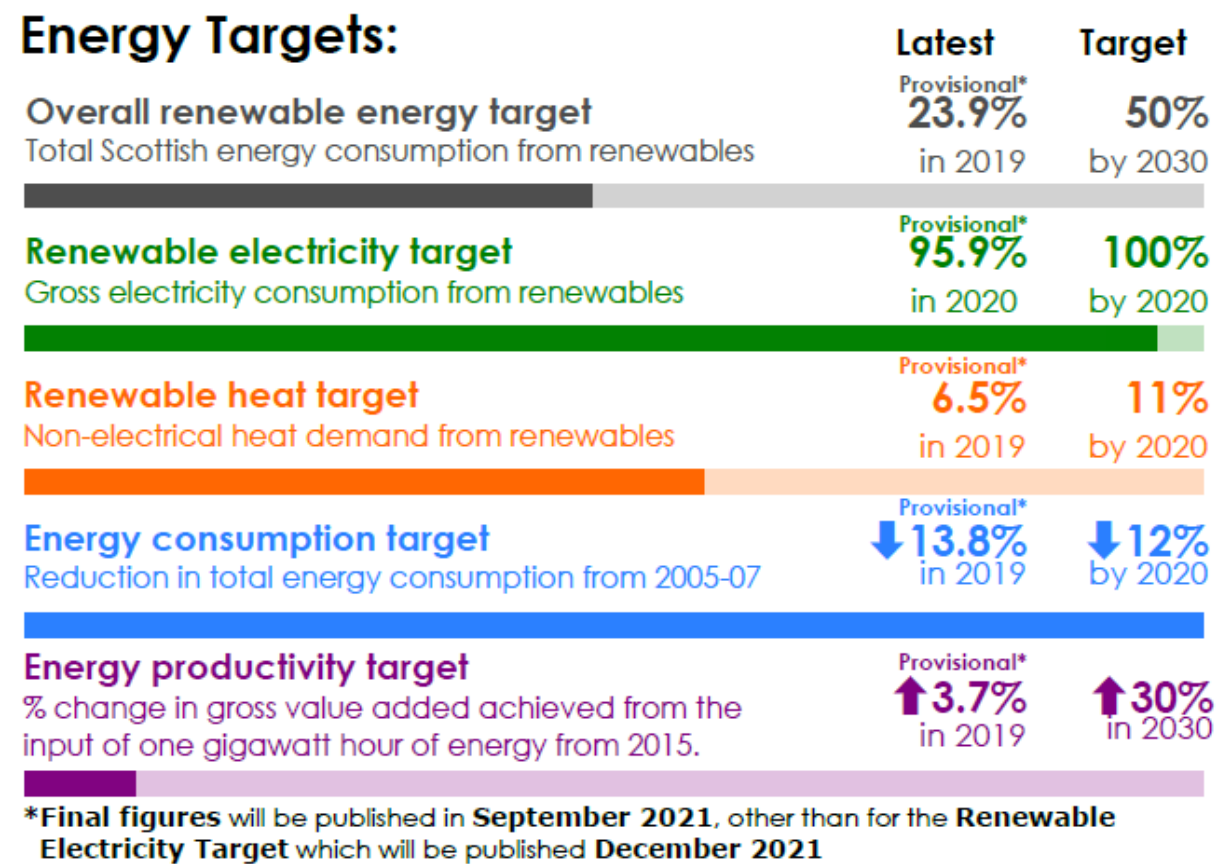 Energy Targets:
Latest Target
Overall renewable energy target
Total Scottish energy consumption from renewables
Provisional*
23.9% 50%
in 2019 by 2030
Renewable electricity target
Gross electricity consumption from renewables
Provisional*
95.9% 100%
in 2020 by 2020
Renewable heat target
Non-electrical heat demand from renewables
Provisional*
6.5% 11%
in 2019 by 2020
Energy consumption target
Reduction in total energy consumption from 2005-07
Provisional*
⬇13.8% ⬇12%
in 2019 by 2020
Energy productivity target
% change in gross value added achieved from the
input of one gigawatt hour of energy from 2015.
Provisional*
⬆3.7% ⬆30%
in 2019 in 2030
*Final figures will be published in September 2021, other than for the Renewable
Electricity Target which will be published December 2021